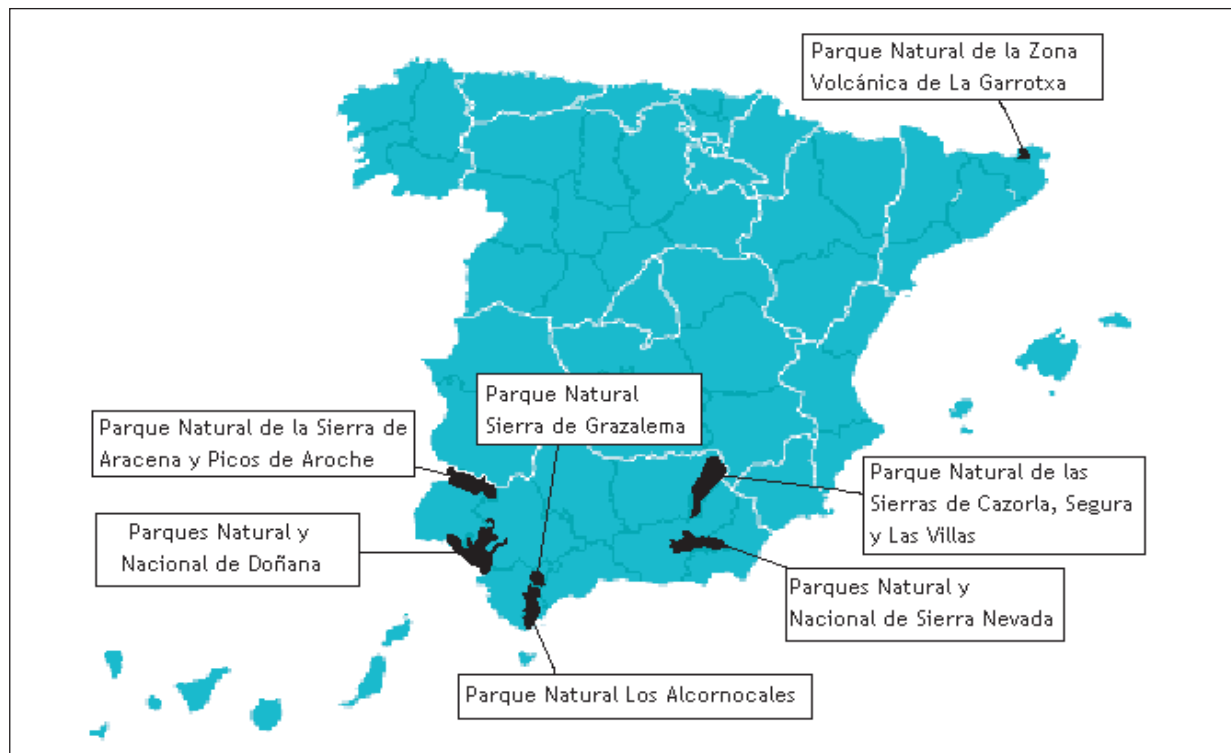 Parque Natural de la Zona
Volcánica de La Garrotxa
Parque Natural
Sierra de Grazalema
Parque Natural de la Sierra de
Aracena y Picos de Aroche
Parque Natural de las
Sierras de Cazorla, Segura
y Las Villas
Parques Natural y
Nacional de Doñana
Parques Natural y
Nacional de Sierra Nevada
Parque Natural Los Alcornocales